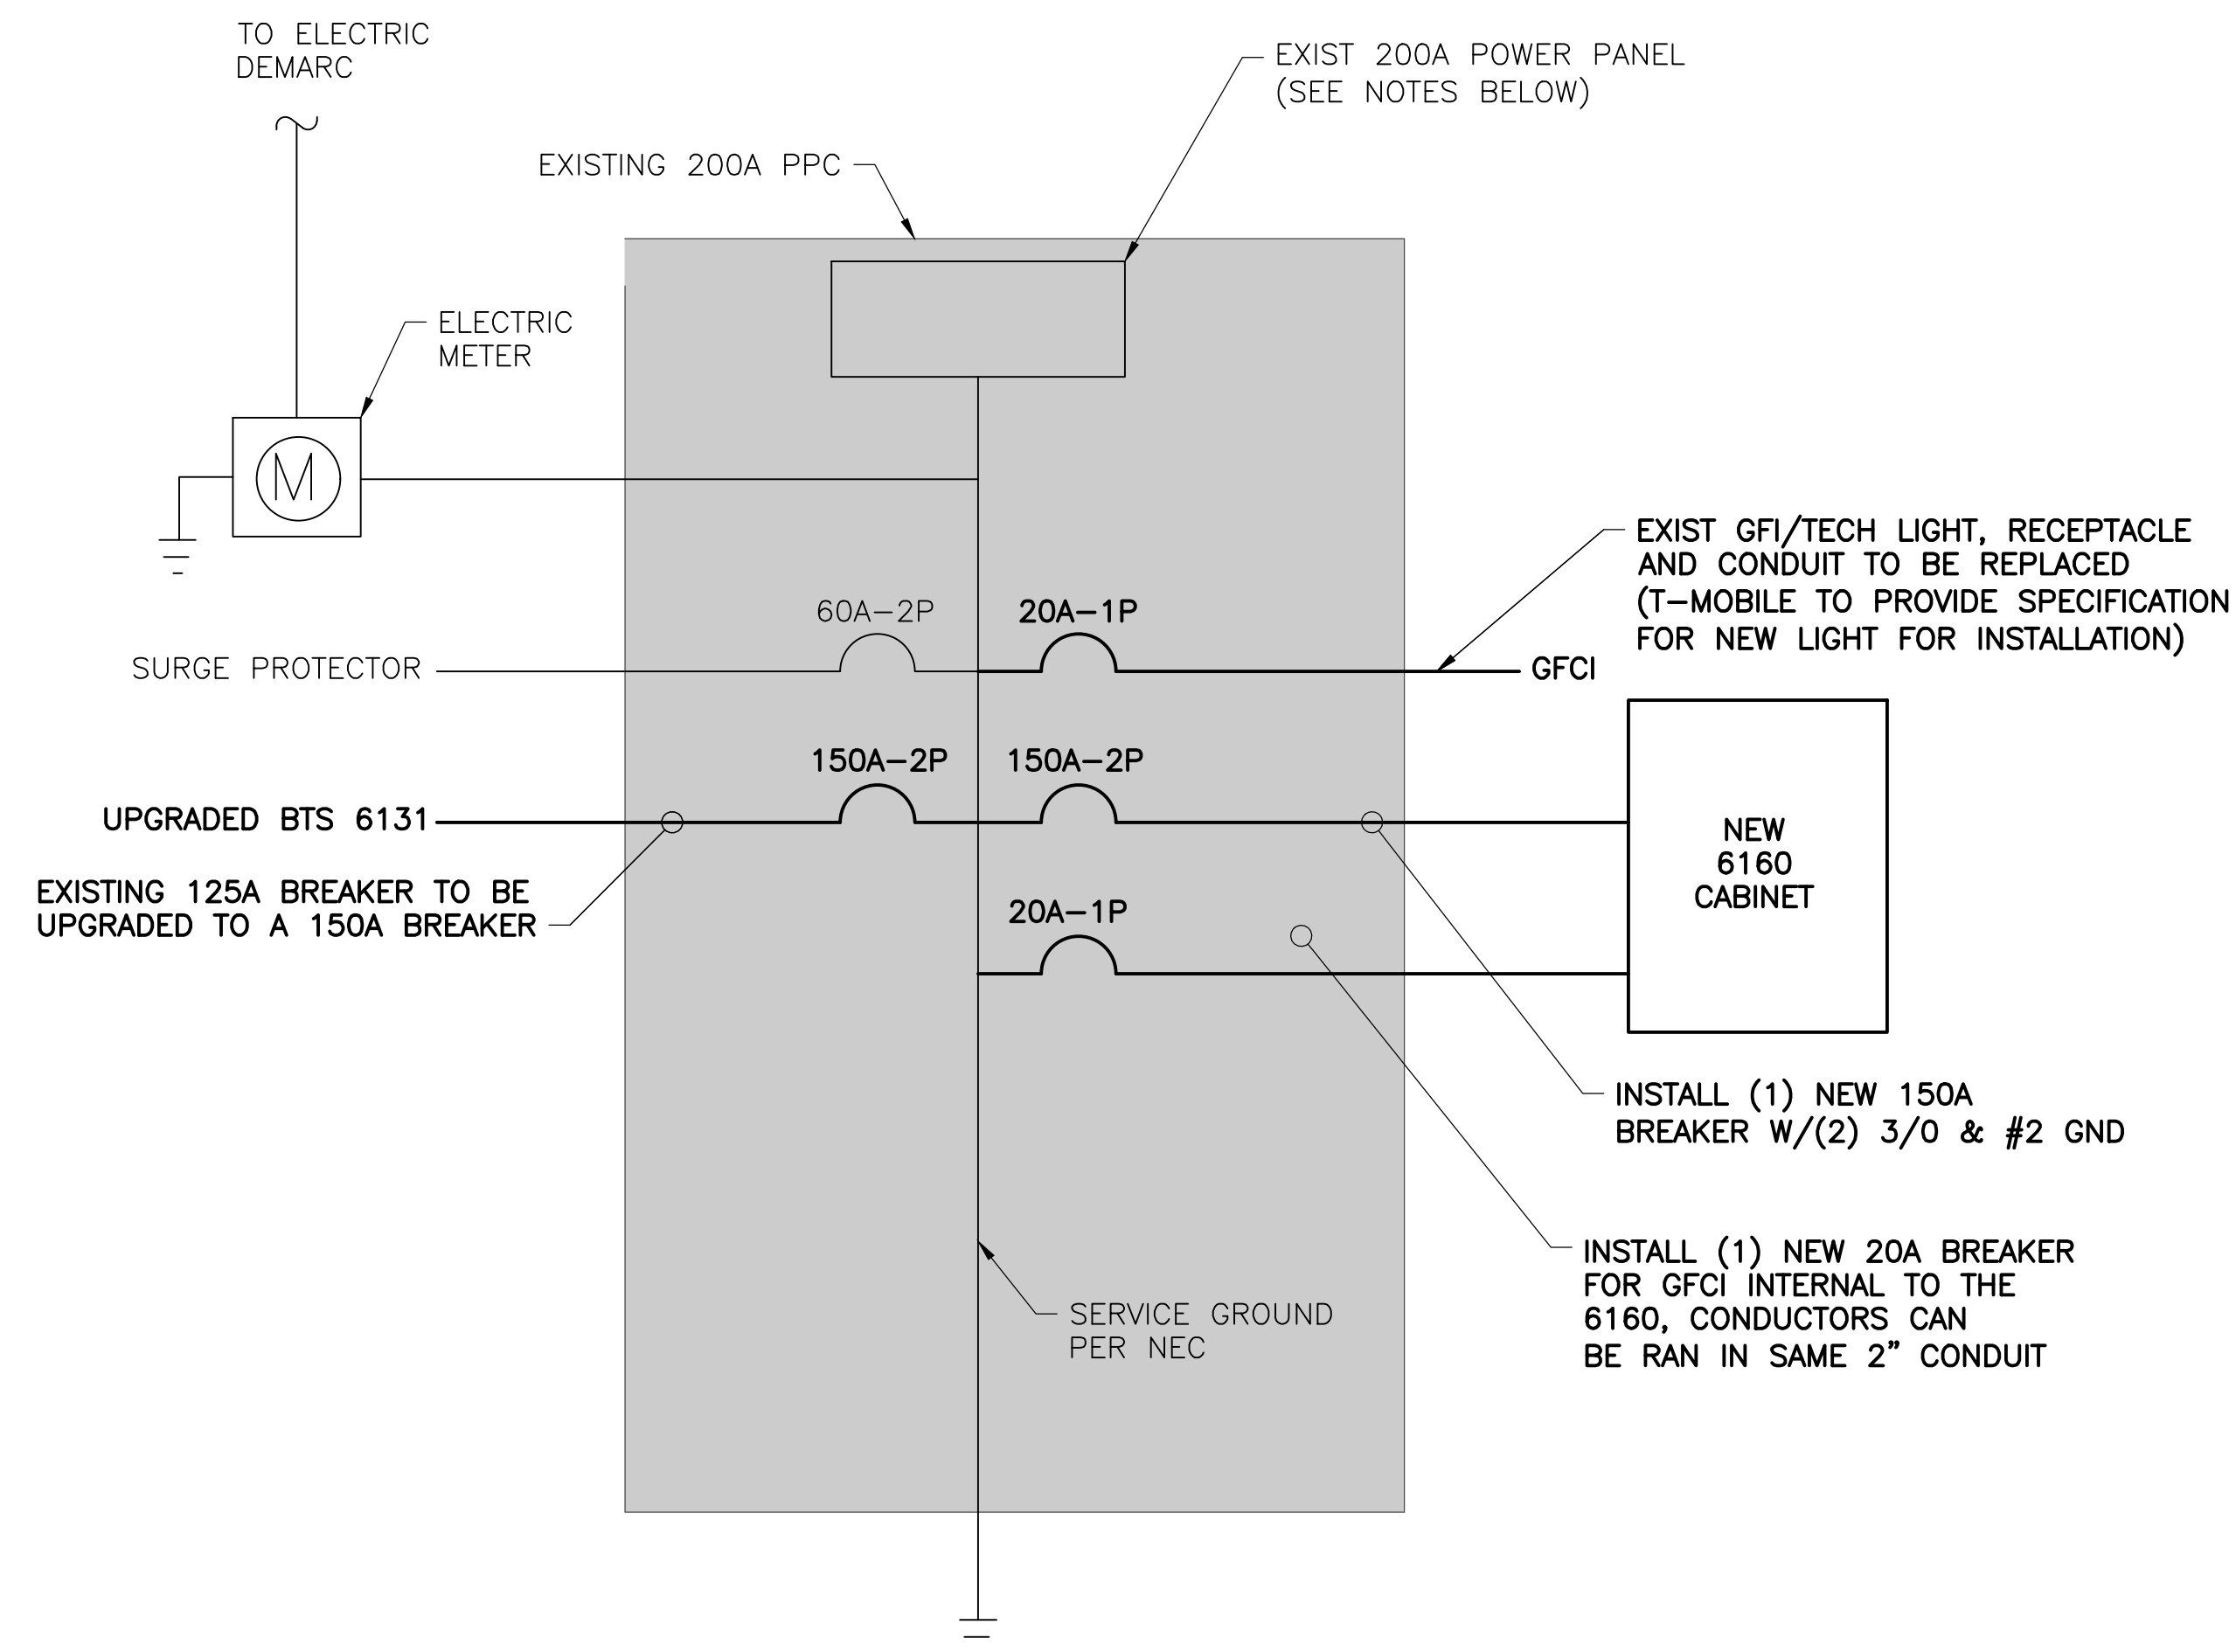 TO ELECTRIC
DEMARC
EXIST 200A POWER PANEL
(SEE NOTES BELOW)
EXISTING 200A PPC
ELECTRIC
METER
M
EXIST GFI/TECH LIGHT, RECEPTACLE
AND CONDUIT TO BE REPLACED
(T-MOBILE TO PROVIDE SPECIFICATION
FOR NEW LIGHT FOR INSTALLATION)
60A-2P
20A-1P
SURGE PROTECTOR
GFCI
150A-2P
150A-2P
UPGRADED BTS 6131
NEW
6160
CABINET
EXISTING 125A BREAKER TO BE
UPGRADED TO A 150A BREAKER
20A-1P
INSTALL (1) NEW 150A
BREAKER W/(2) 3/0 & #2 GND
INSTALL (1) NEW 20A BREAKER
FOR GFCI INTERNAL TO THE
6160, CONDUCTORS CAN
BE RAN IN SAME 2" CONDUIT
SERVICE GROUND
PER NEC